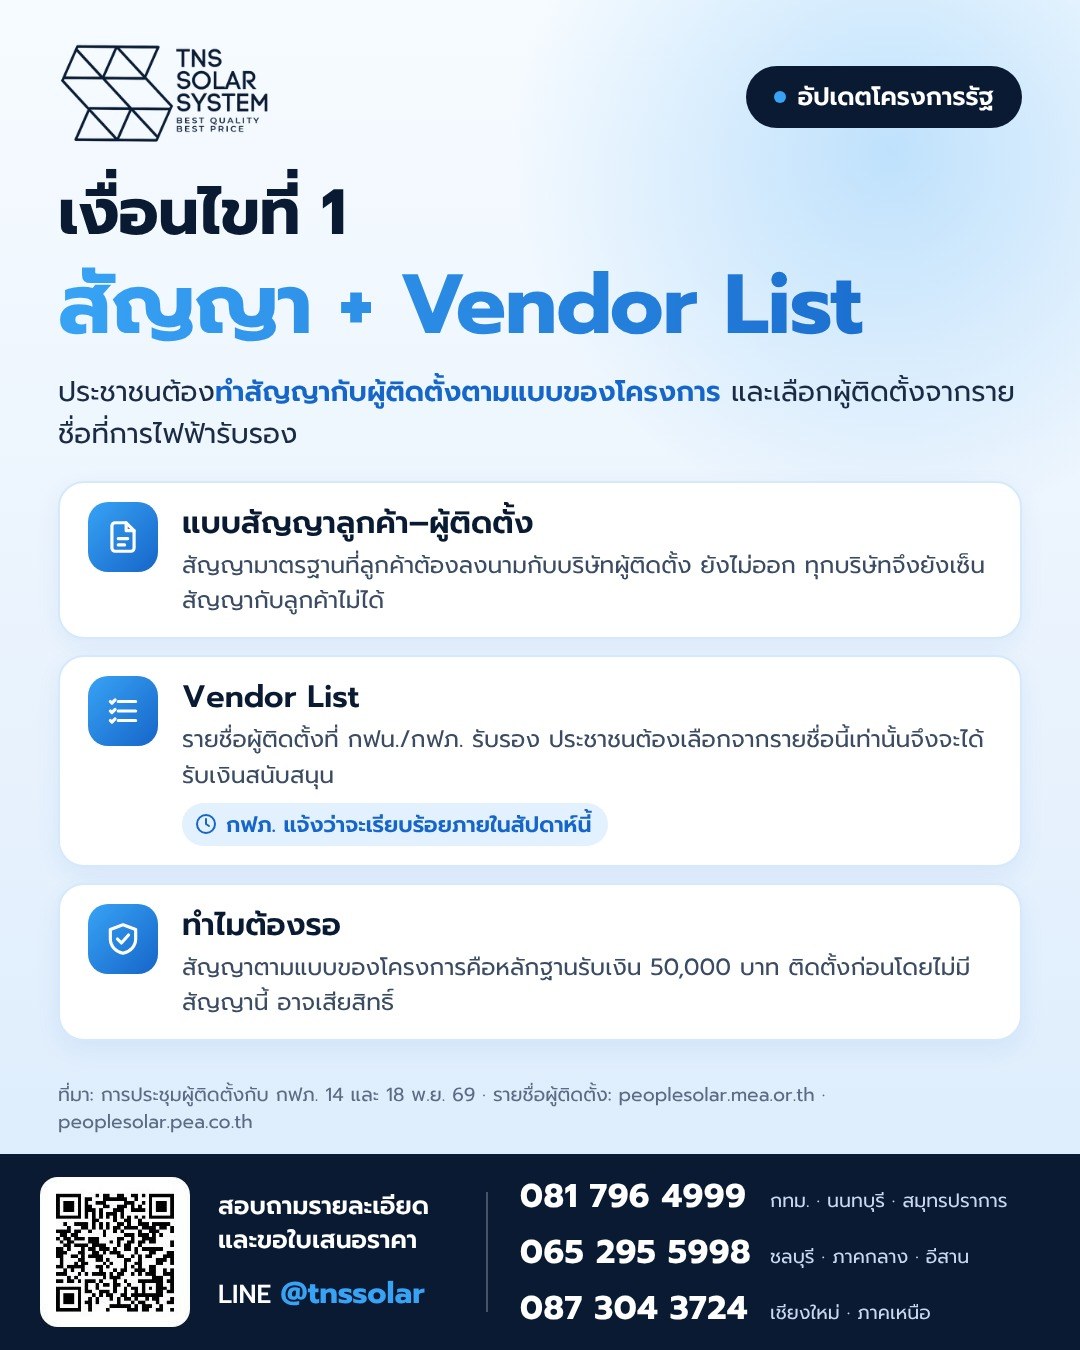 TNS
SOLAR
SYSTEM
BEST QUALITY
BEST PRICE
อัปเดตโครงการรัฐ
เงื่อนไขที่ 1
สัญญา + Vendor List
ประชาชนต้องทำสัญญากับผู้ติดตั้งตามแบบของโครงการ และเลือกผู้ติดตั้งจากราย
ชื่อที่การไฟฟ้ารับรอง
แบบสัญญาลูกค้า–ผู้ติดตั้ง
สัญญามาตรฐานที่ลูกค้าต้องลงนามกับบริษัทผู้ติดตั้ง ยังไม่ออก ทุกบริษัทจึงยังเซ็น
สัญญากับลูกค้าไม่ได้
Vendor List
รายชื่อผู้ติดตั้งที่ กฟน./กฟภ. รับรอง ประชาชนต้องเลือกจากรายชื่อนี้เท่านั้นจึงจะได้
รับเงินสนับสนุน
กฟภ. แจ้งว่าจะเรียบร้อยภายในสัปดาห์นี้
ทำไมต้องรอ
สัญญาตามแบบของโครงการคือหลักฐานรับเงิน 50,000 บาท ติดตั้งก่อนโดยไม่มี
สัญญานี้ อาจเสียสิทธิ์
ที่มา: การประชุมผู้ติดตั้งกับ กฟภ. 14 และ 18 พ.ย. 69 · รายชื่อผู้ติดตั้ง: peoplesolar.mea.or.th ·
peoplesolar.pea.co.th
สอบถามรายละเอียด
และขอใบเสนอราคา
LINE @tnssolar
081 796 4999 กทม. · นนทบุรี · สมุทรปราการ
065 295 5998 ชลบุรี · ภาคกลาง · อีสาน
087 304 3724 เชียงใหม่ · ภาคเหนือ